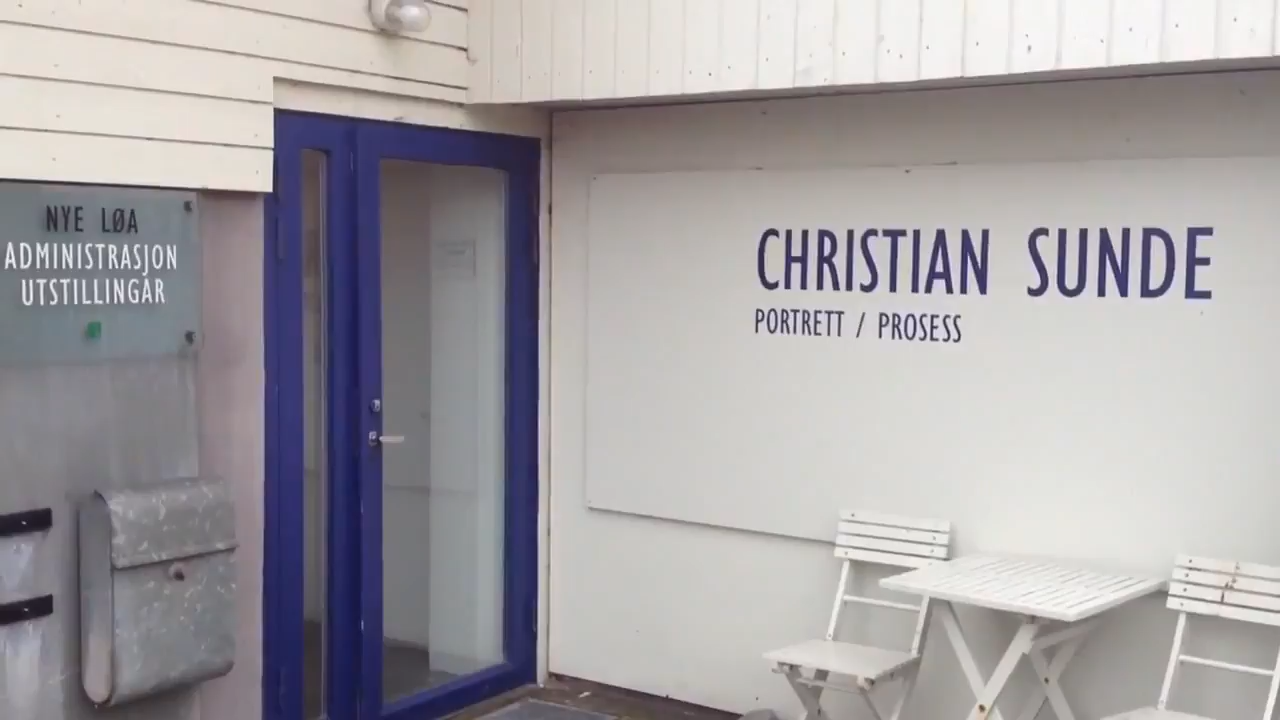 NYE LØA
ADMINISTRASJON
UTSTILLINGAR
CHRISTIAN SUNDE
PORTRETT / PROSESS